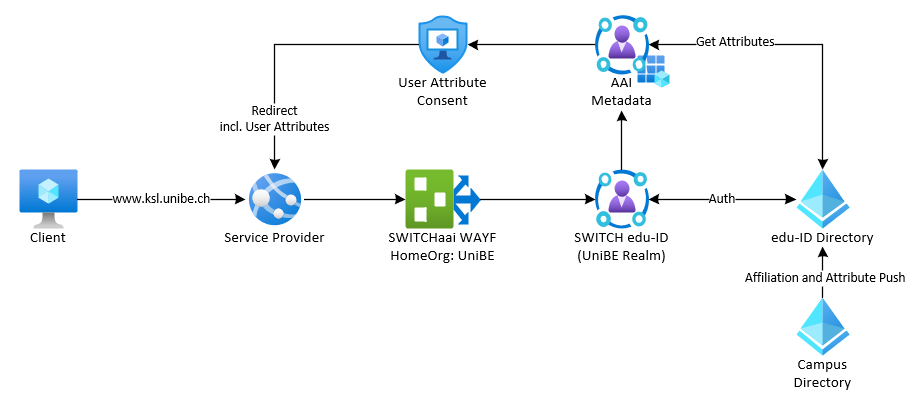 Get Attributes
User Attribute
Consent
AAI
Metadata
Redirect
incl. User Attributes
www.ksl.unibe.ch
Auth
Client
Service Provider
SWITCHaai WAYF
HomeOrg: UniBE
SWITCH edu-ID
(UniBE Realm)
edu-ID Directory
Affiliation and Attribute Push
Campus
Directory